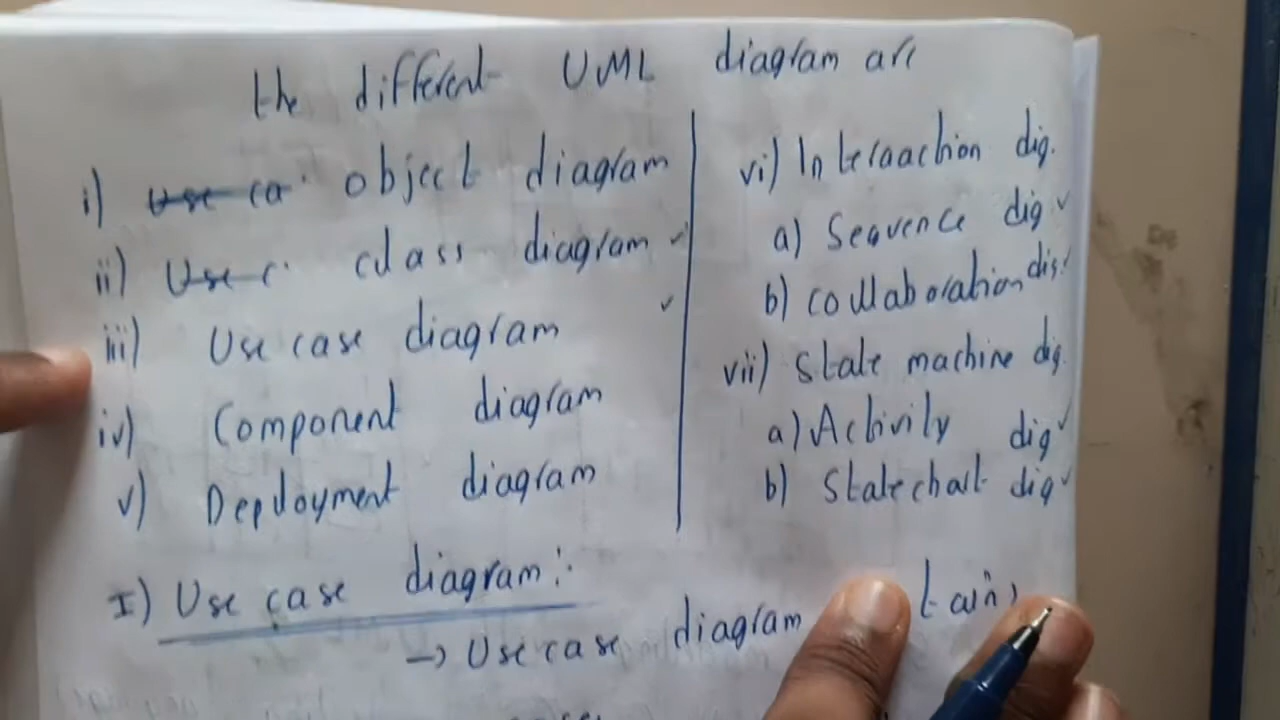 the different UML diagram are
i) object diagram
ii) class diagram
iii) Use case diagram
iv) Component diagram
v) Deployment diagram
vi) Interaaction dig.
a) Sequence dig
b) collaboration dig.
vii) State machine dig.
a) Activity dig
b) Statechart dig
I) Use case diagram:
→ Use case diagram